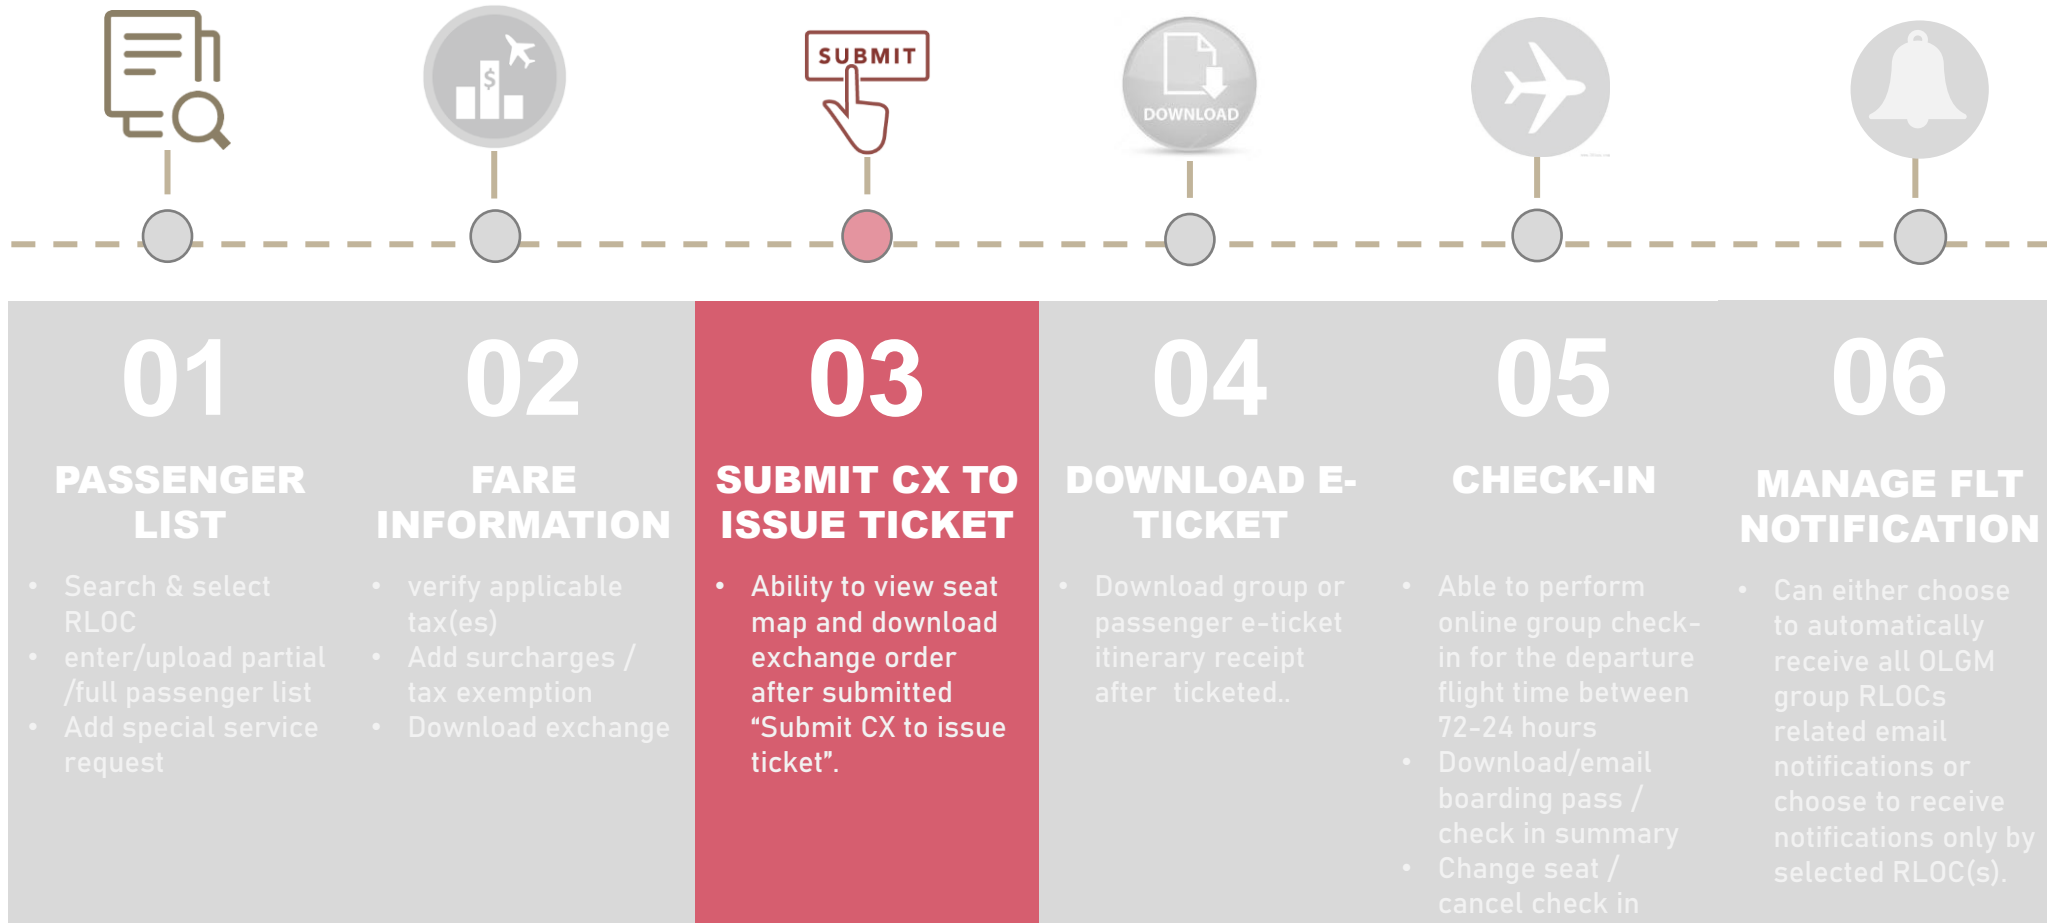 SUBMIT
DOWNLOAD
01
PASSENGER
LIST
• Search & select
RLOC
• enter/upload partial
/full passenger list
• Add special service
request
02
FARE
INFORMATION
• verify applicable
tax(es)
• Add surcharges /
tax exemption
• Download exchange
03
SUBMIT CX TO
ISSUE TICKET
• Ability to view seat
map and download
exchange order
after submitted
“Submit CX to issue
ticket”.
04
DOWNLOAD E-
TICKET
• Download group or
passenger e-ticket
itinerary receipt
after  ticketed..
05
CHECK-IN
• Able to perform
online group check-
in for the departure
flight time between
72-24 hours
• Download/email
boarding pass /
check in summary
• Change seat /
cancel check in
06
MANAGE FLT
NOTIFICATION
• Can either choose
to automatically
receive all OLGM
group RLOCs
related email
notifications or
choose to receive
notifications only by
selected RLOC(s).